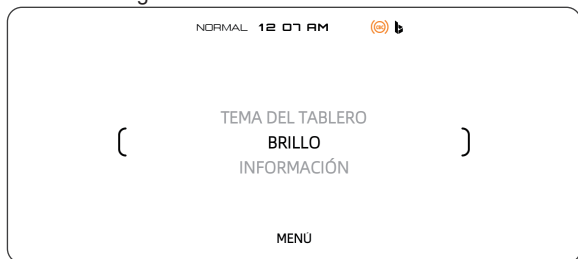 g
NORMAL 12 07 AM
TEMA DEL TABLERO
BRILLO
INFORMACIÓN
MENÚ